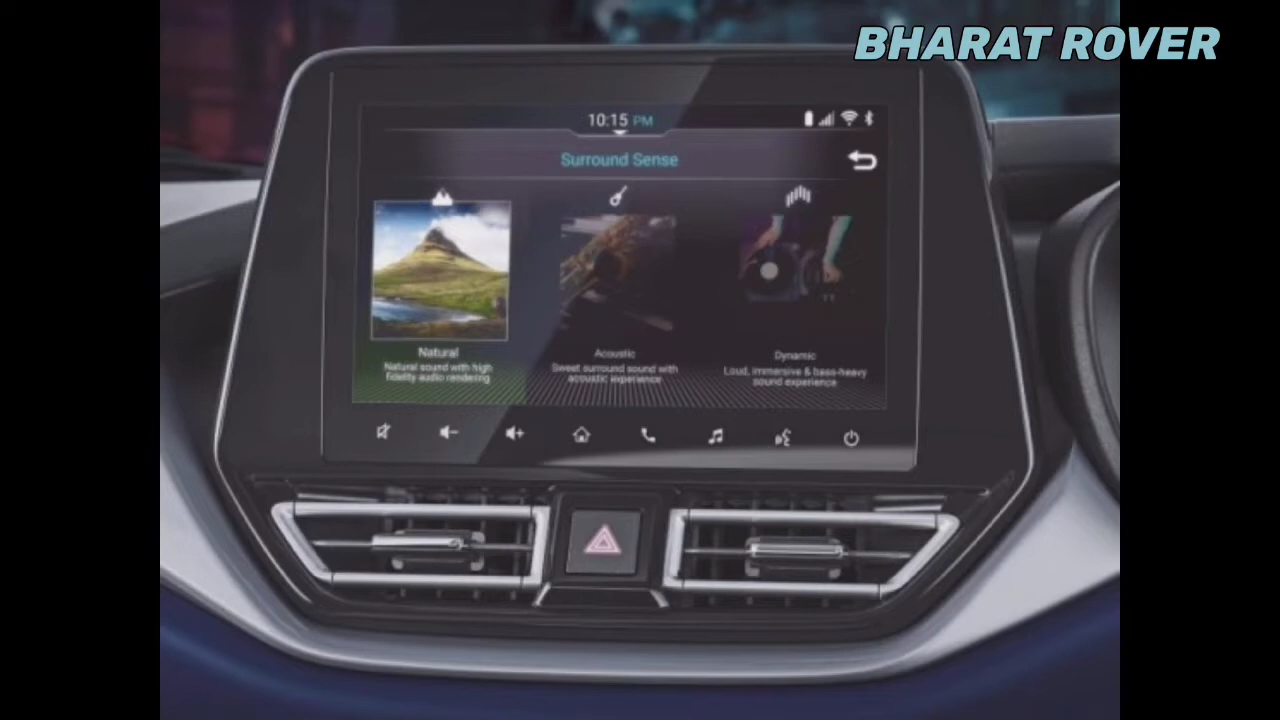 BHARAT ROVER
10:15 PM
Surround Sense
Natural
Natural sound with high
fidelity audio rendering
Acoustic
Sweet surround sound with
acoustic experience
Dynamic
Loud, immersive & bass-heavy
sound experience